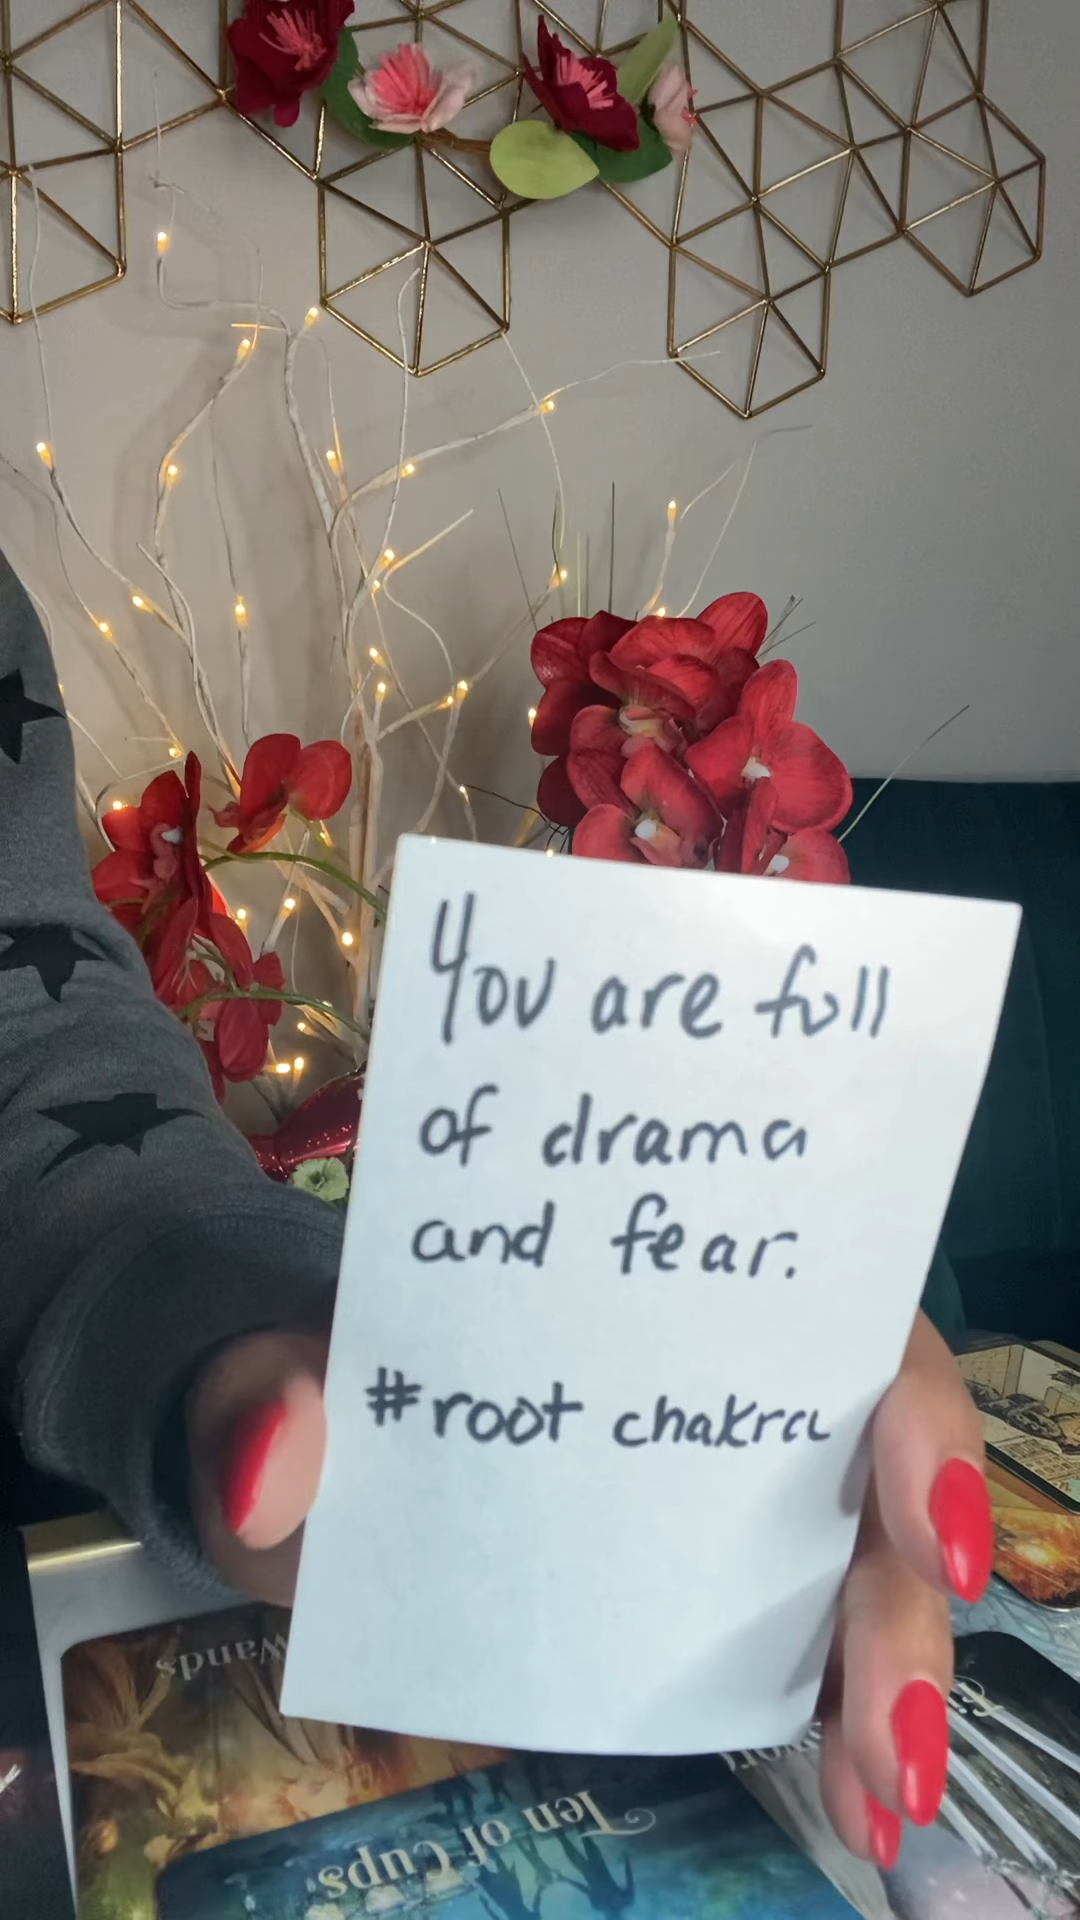 You are full
of drama
and fear.
#root chakra
Wands
Ten of Cups